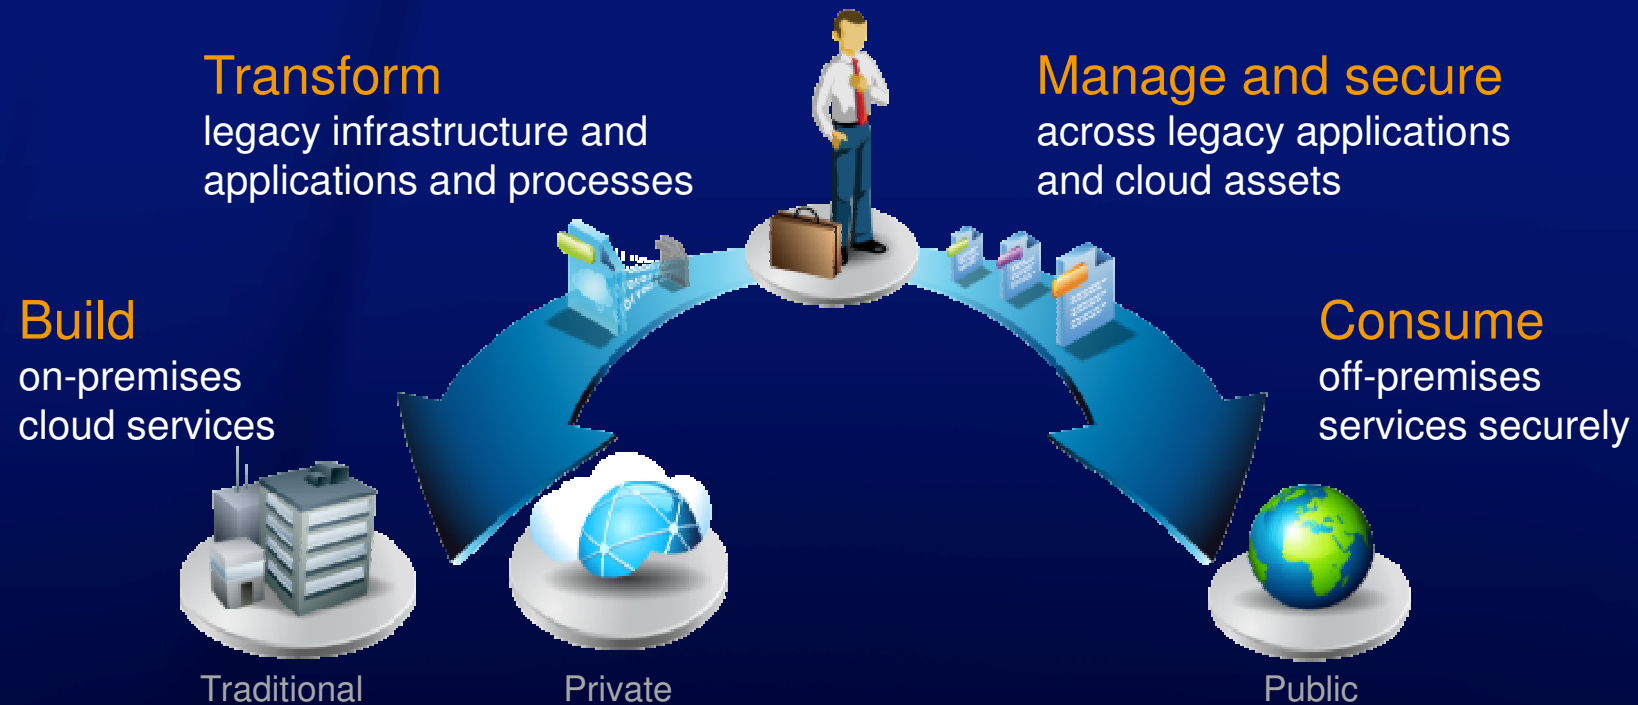 Transform
legacy infrastructure and
applications and processes
Manage and secure
across legacy applications
and cloud assets
Build
on-premises
cloud services
Consume
off-premises
services securely
Traditional
Private
Public